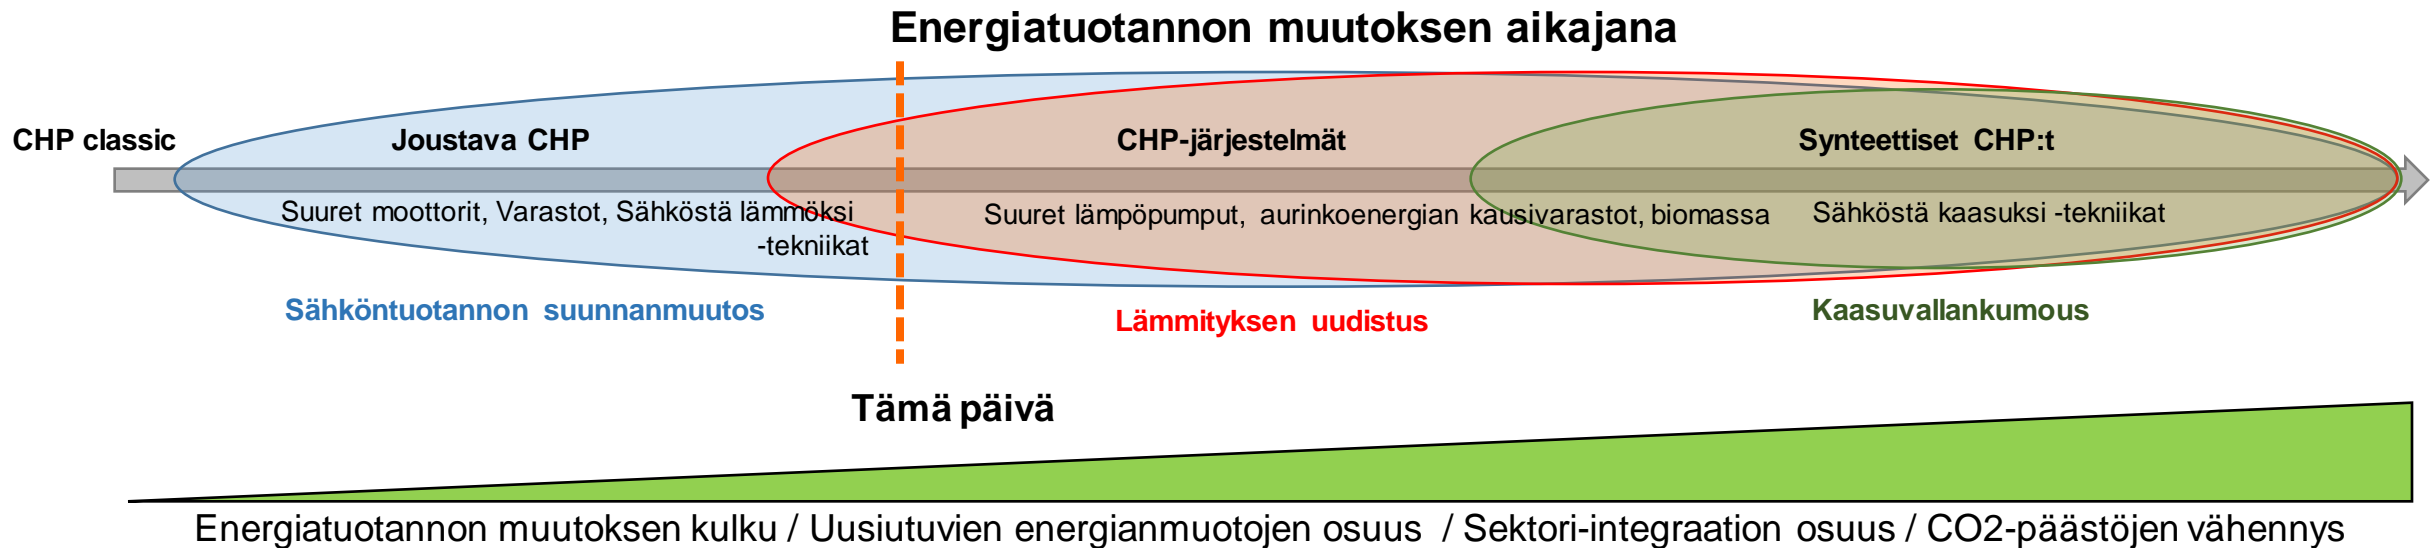 Energiatuotannon muutoksen aikajana
CHP classic
Joustava CHP
CHP-järjestelmät
Synteettiset CHP:t
Suuret moottorit, Varastot, Sähköstä lämmöksi
-tekniikat
Suuret lämpöpumput, aurinkoenergian kausivarastot, biomassa
Sähköstä kaasuksi -tekniikat
Sähköntuotannon suunnanmuutos
Lämmityksen uudistus
Kaasuvallankumous
Tämä päivä
Energiatuotannon muutoksen kulku / Uusiutuvien energianmuotojen osuus / Sektori-integraation osuus / CO2-päästöjen vähennys